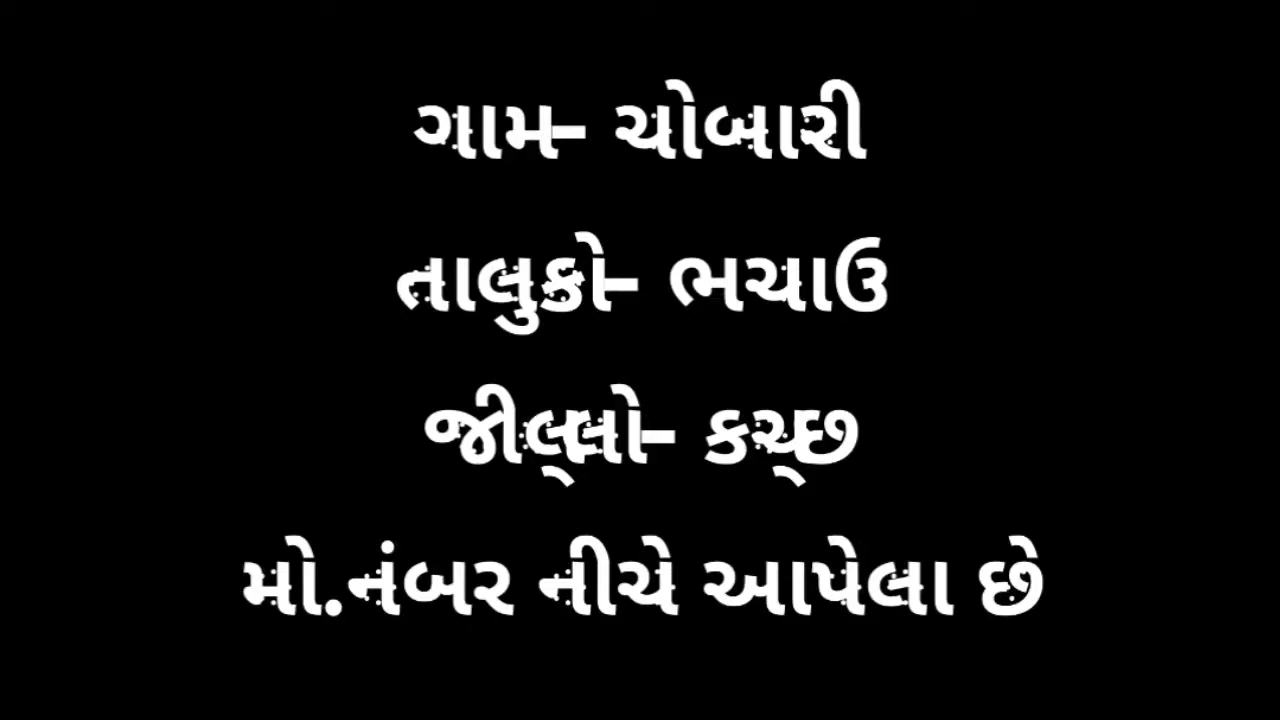 ગામ- ચોબારી
તાલુકો- ભચાઉ
જીલ્લો- કચ્છ
મો.નંબર નીચે આપેલા છે